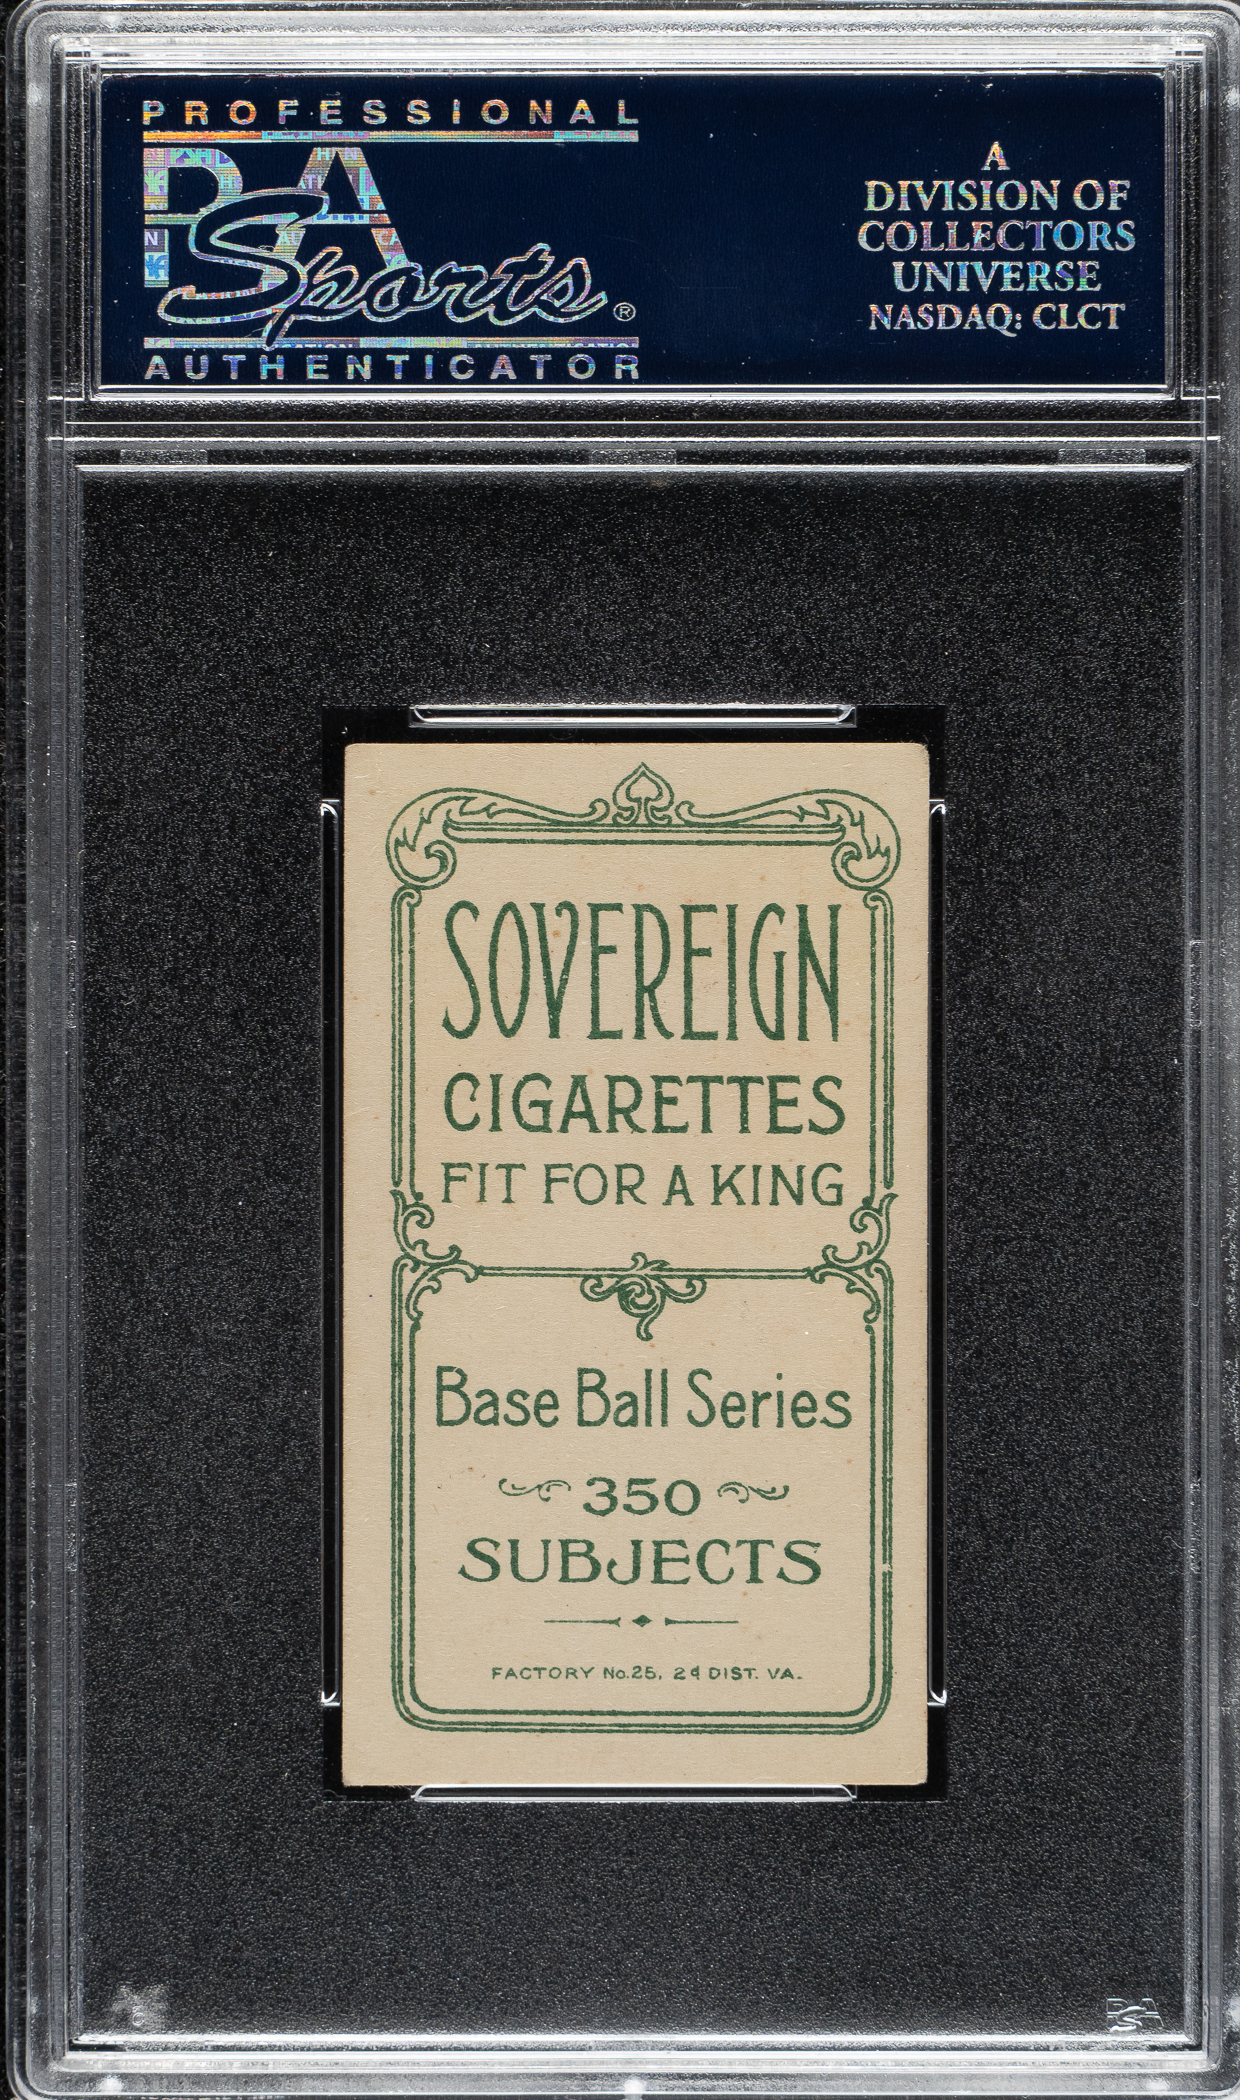 PROFESSIONAL
PSA
Sports®
AUTHENTICATOR
A
DIVISION OF
COLLECTORS
UNIVERSE
NASDAQ: CLCT
SOVEREIGN
CIGARETTES
FIT FOR A KING
Base Ball Series
350
SUBJECTS
FACTORY No. 25, 2d DIST. VA.
PSA